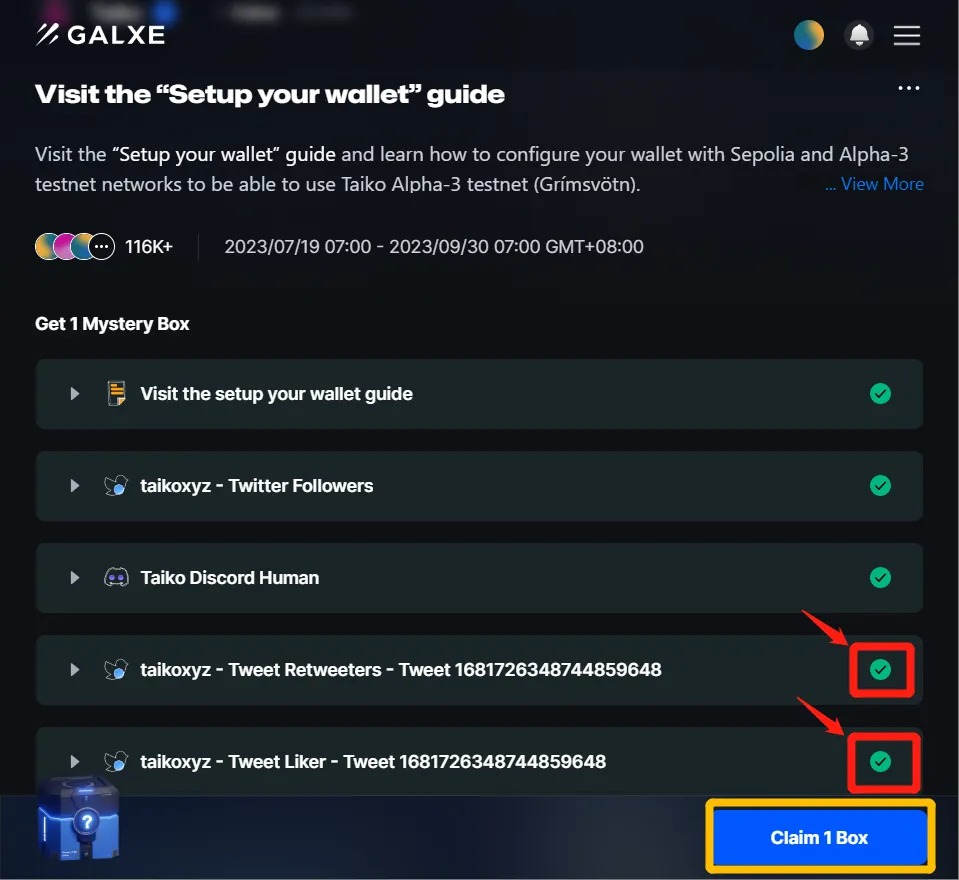 GALXE
Visit the “Setup your wallet” guide
Visit the “Setup your wallet“ guide and learn how to configure your wallet with Sepolia and Alpha-3
testnet networks to be able to use Taiko Alpha-3 testnet (Grímsvötn).
... View More
116K+
2023/07/19 07:00 - 2023/09/30 07:00 GMT+08:00
Get 1 Mystery Box
Visit the setup your wallet guide
taikoxyz - Twitter Followers
Taiko Discord Human
taikoxyz - Tweet Retweeters - Tweet 1681726348744859648
taikoxyz - Tweet Liker - Tweet 1681726348744859648
?
Claim 1 Box